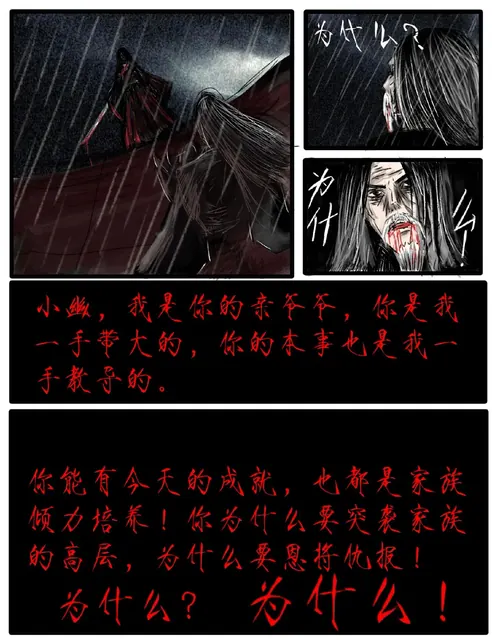 为什么？
为什
么！
小幽，我是你的亲爷爷，你是我
一手带大的，你的本事也是我一
手教导的。
你能有今天的成就，也都是家族
倾力培养！你为什么要突袭家族
的高层，为什么要恩将仇报！
为什么？ 为什么！